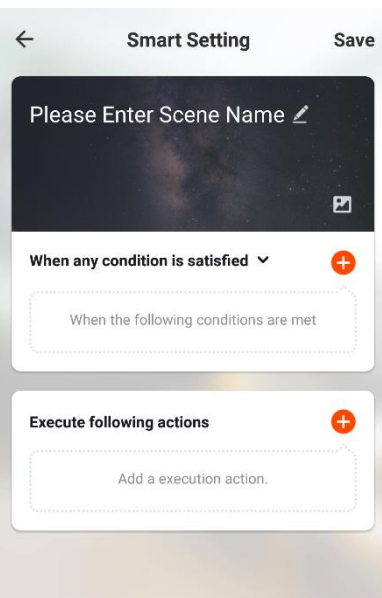 Smart Setting Save
Please Enter Scene Name
When any condition is satisfied
When the following conditions are met
Execute following actions
Add a execution action.